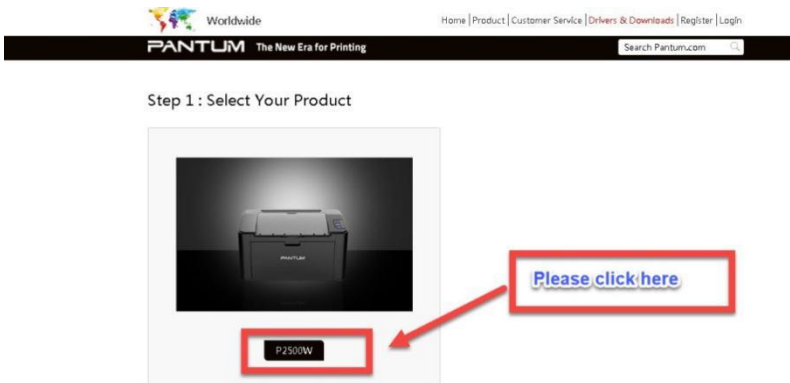 Worldwide
Home | Product | Customer Service | Drivers & Downloads | Register | Login
PANTUM The New Era for Printing
Search Pantum.com
Step 1 : Select Your Product
PANTUM
Please click here
P2500W